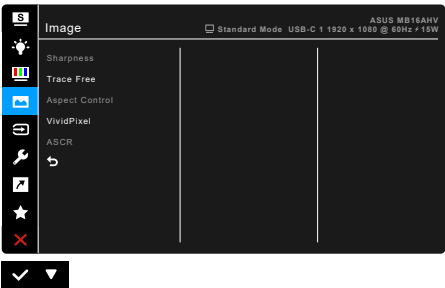 S
ASUS MB16AHV
Image
Standard Mode USB-C 1 1920 x 1080 @ 60Hz ⚡ 15W
Sharpness
Trace Free
Aspect Control
VividPixel
ASCR